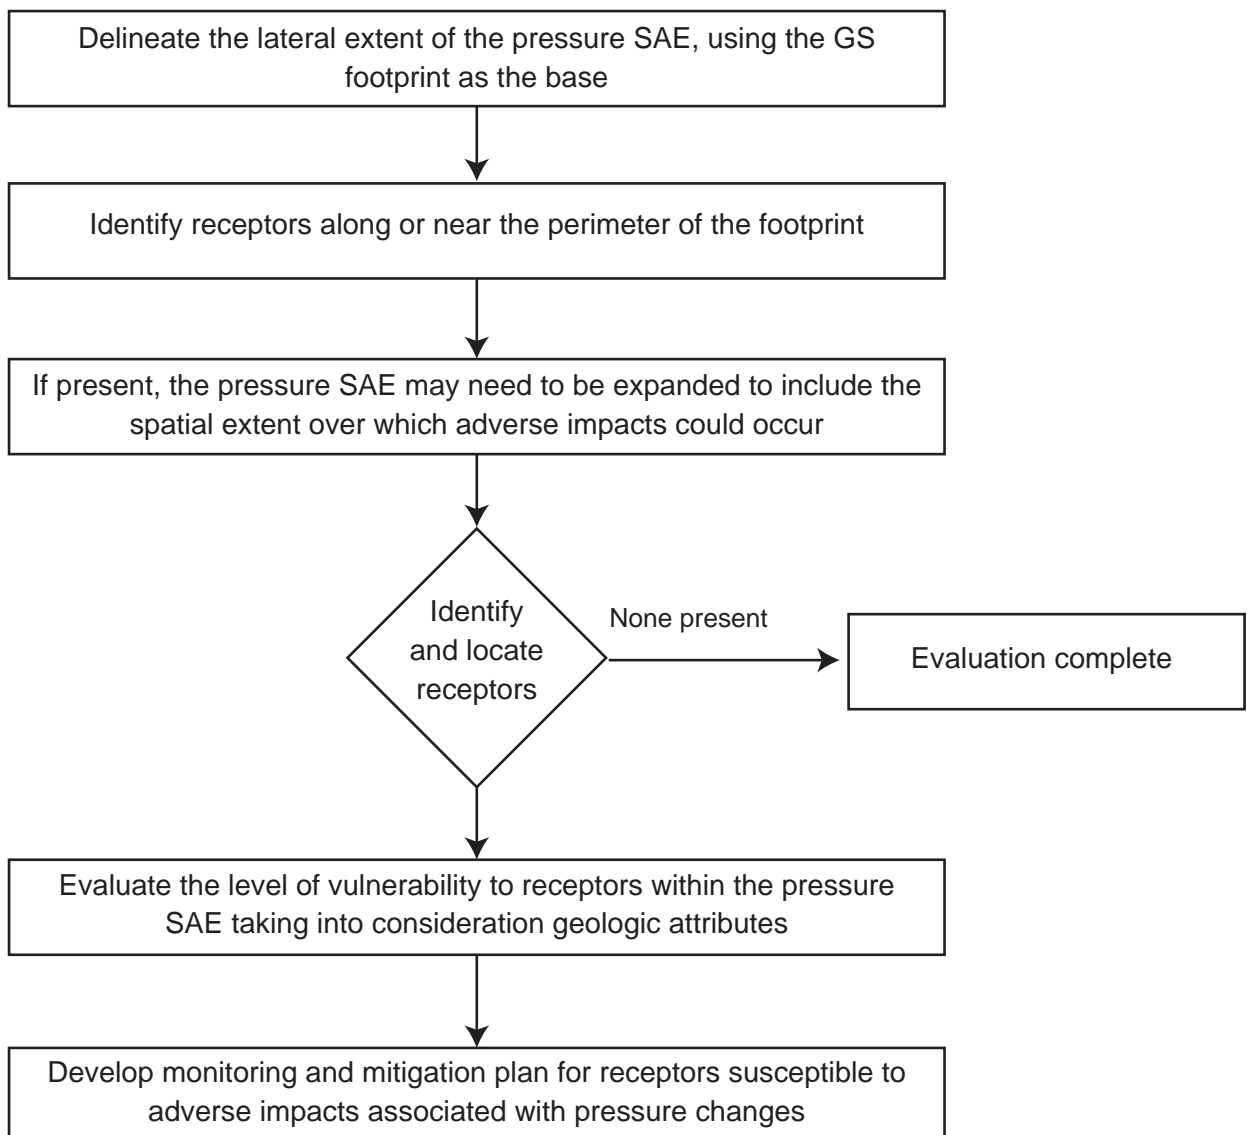 Delineate the lateral extent of the pressure SAE, using the GS
footprint as the base
Identify receptors along or near the perimeter of the footprint
If present, the pressure SAE may need to be expanded to include the
spatial extent over which adverse impacts could occur
Identify
and locate
receptors
None present
Evaluation complete
Evaluate the level of vulnerability to receptors within the pressure
SAE taking into consideration geologic attributes
Develop monitoring and mitigation plan for receptors susceptible to
adverse impacts associated with pressure changes